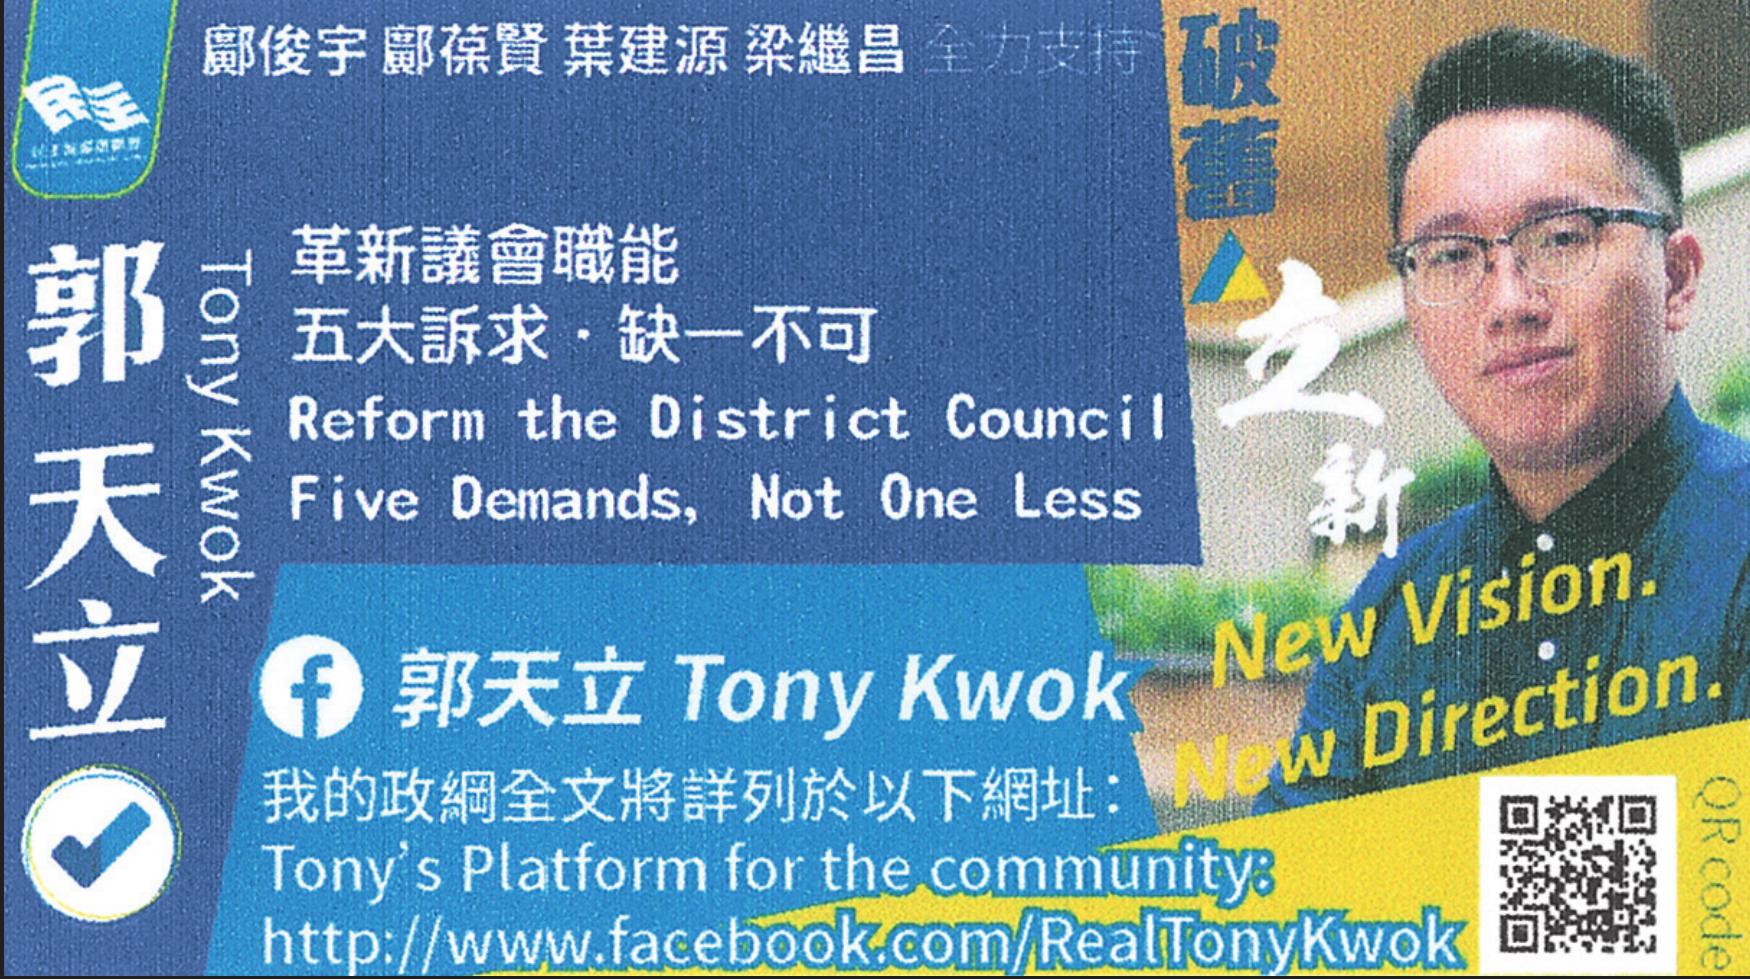 鄺俊宇 鄺葆賢 葉建源 梁繼昌 全力支持
民主
郭天立
Tony Kwok
革新議會職能
五大訴求・缺一不可
Reform the District Council
Five Demands, Not One Less
破舊
立新
New Vision.
New Direction.
郭天立 Tony Kwok
我的政綱全文將詳列於以下網址：
Tony's Platform for the community:
http://www.facebook.com/RealTonyKwok
QR code